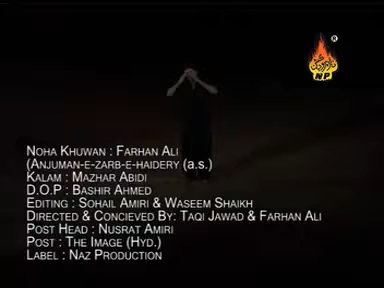 ®
NP
NOHA KHUWAN : FARHAN ALI
(ANJUMAN-E-ZARB-E-HAIDERY (A.S.)
KALAM : MAZHAR ABIDI
D.O.P : BASHIR AHMED
EDITING : SOHAIL AMIRI & WASEEM SHAIKH
DIRECTED & CONCIEVED BY: TAQI JAWAD & FARHAN ALI
POST HEAD : NUSRAT AMIRI
POST : THE IMAGE (HYD.)
LABEL : NAZ PRODUCTION